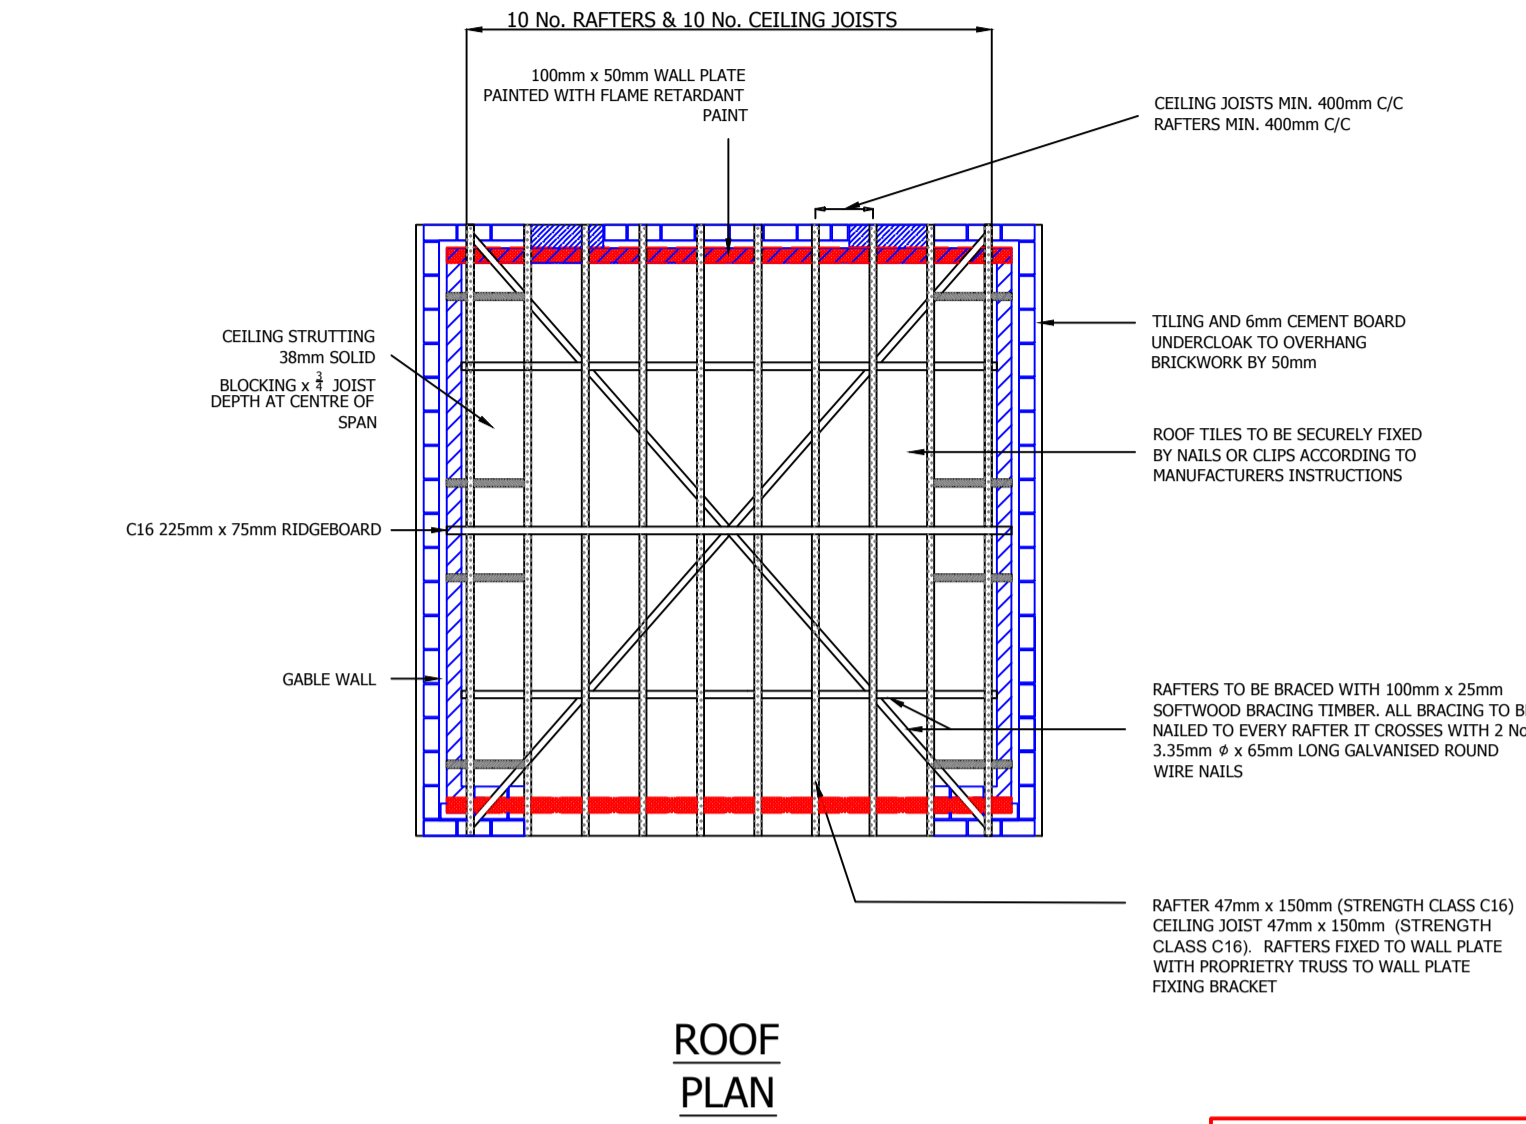 10 No. RAFTERS & 10 No. CEILING JOISTS
100mm x 50mm WALL PLATE
PAINTED WITH FLAME RETARDANT
PAINT
CEILING JOISTS MIN. 400mm C/C
RAFTERS MIN. 400mm C/C
CEILING STRUTTING
38mm SOLID
BLOCKING x 3/4 JOIST
DEPTH AT CENTRE OF
SPAN
TILING AND 6mm CEMENT BOARD
UNDERCLOAK TO OVERHANG
BRICKWORK BY 50mm
ROOF TILES TO BE SECURELY FIXED
BY NAILS OR CLIPS ACCORDING TO
MANUFACTURERS INSTRUCTIONS
C16 225mm x 75mm RIDGEBOARD
GABLE WALL
RAFTERS TO BE BRACED WITH 100mm x 25mm
SOFTWOOD BRACING TIMBER. ALL BRACING TO
NAILED TO EVERY RAFTER IT CROSSES WITH 2
3.35mm ϕ x 65mm LONG GALVANISED ROUND
WIRE NAILS
RAFTER 47mm x 150mm (STRENGTH CLASS C16)
CEILING JOIST 47mm x 150mm (STRENGTH
CLASS C16). RAFTERS FIXED TO WALL PLATE
WITH PROPRIETRY TRUSS TO WALL PLATE
FIXING BRACKET
ROOF
PLAN